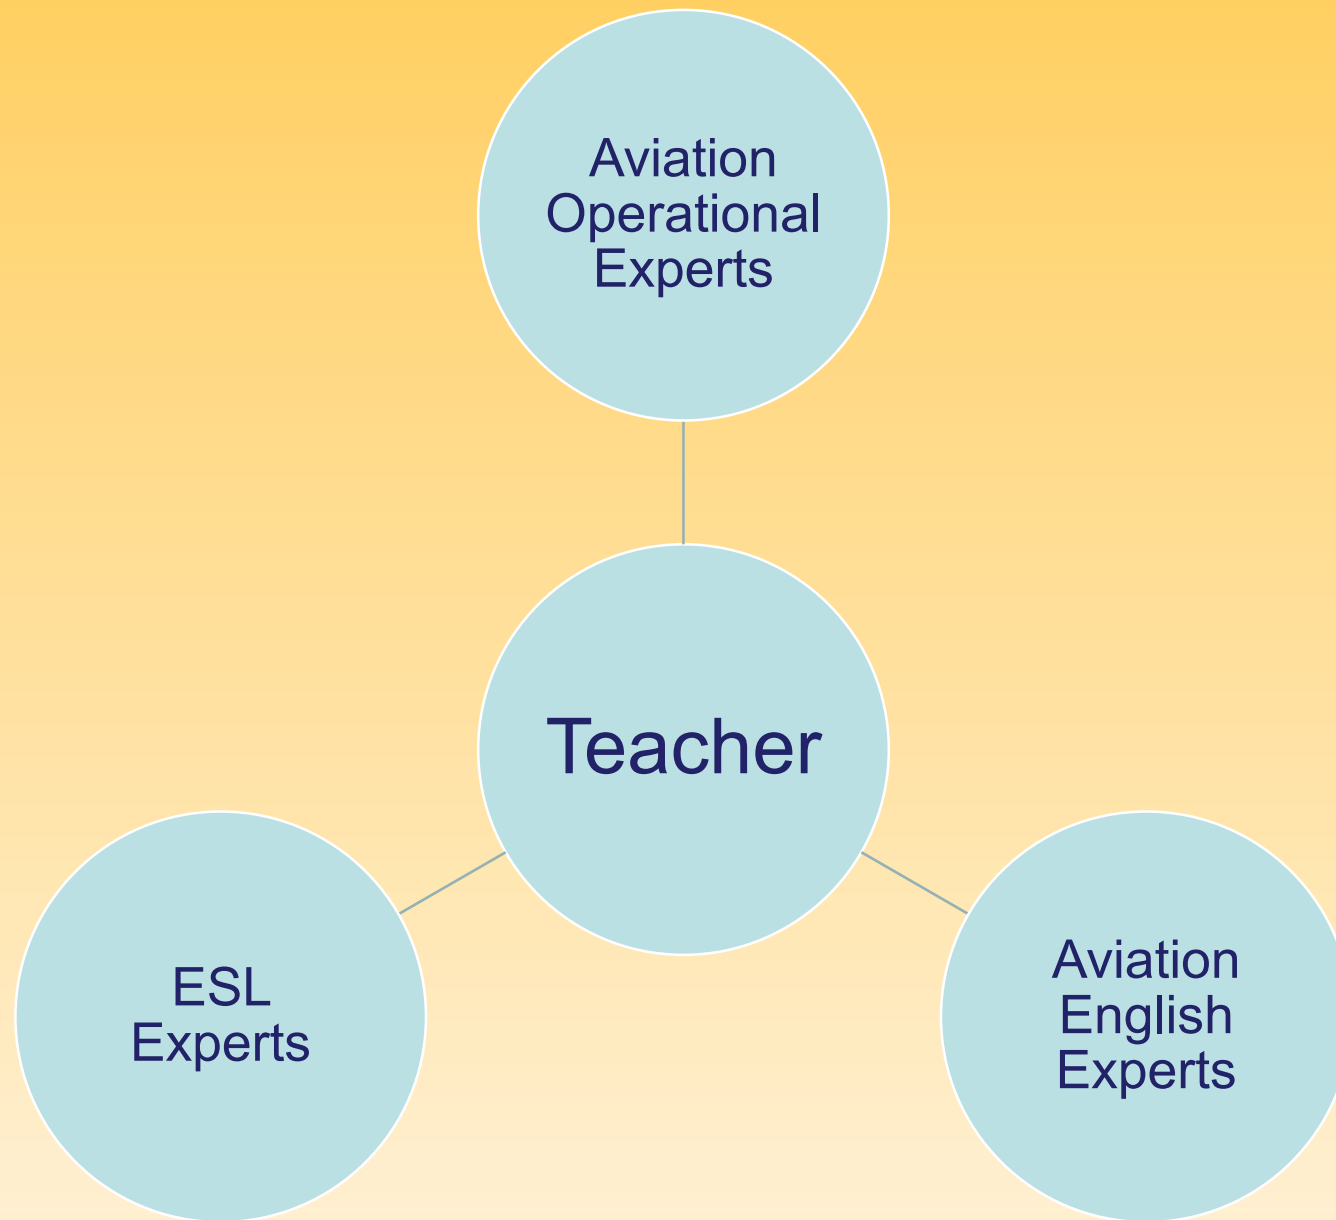 Aviation
Operational
Experts
Teacher
ESL
Experts
Aviation
English
Experts